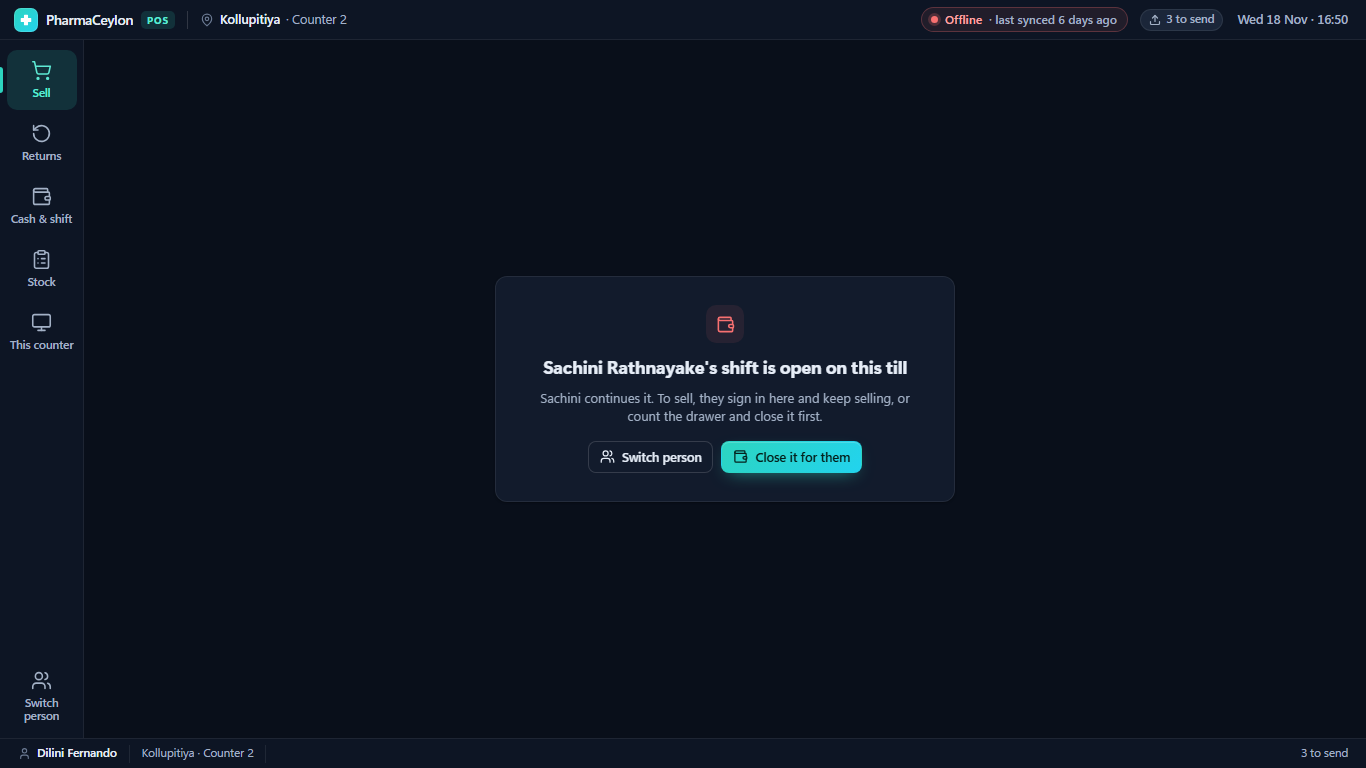 PharmaCeylon POS
Kollupitiya · Counter 2
Offline · last synced 6 days ago
3 to send
Wed 18 Nov · 16:50
Sell
Returns
Cash & shift
Stock
This counter
Sachini Rathnayake's shift is open on this till
Sachini continues it. To sell, they sign in here and keep selling, or
count the drawer and close it first.
Switch person
Close it for them
Switch
person
Dilini Fernando
Kollupitiya · Counter 2
3 to send